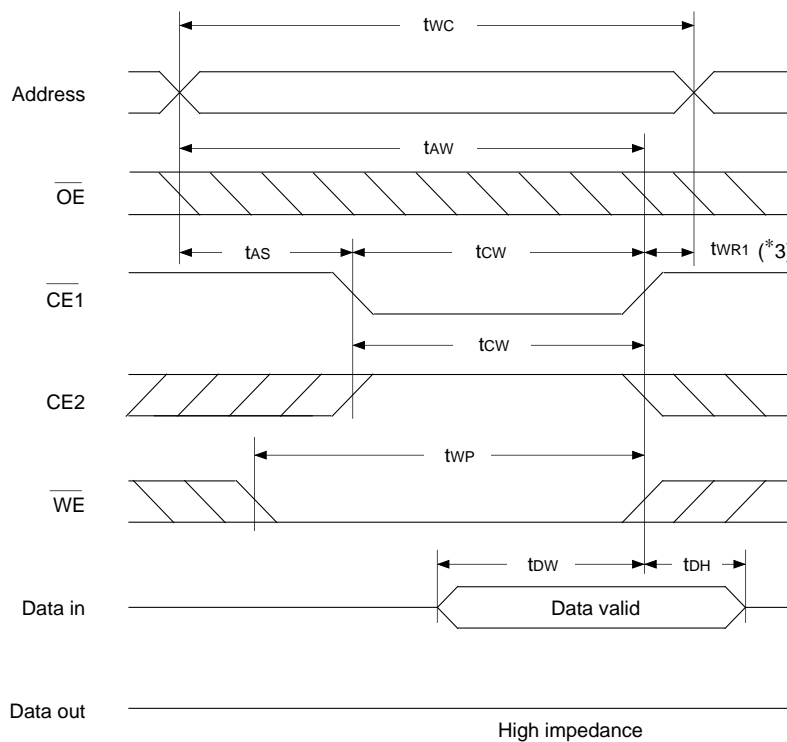 tWC
Address
tAW
OE
tAS
tCW
tWR1 (*3)
CE1
tCW
CE2
tWP
WE
tDW
tDH
Data in
Data valid
Data out
High impedance